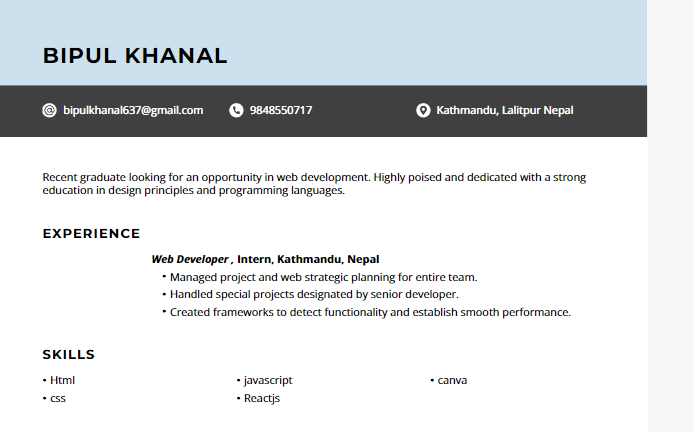 BIPUL KHANAL
bipulkhanal637@gmail.com 9848550717 Kathmandu, Lalitpur Nepal
Recent graduate looking for an opportunity in web development. Highly poised and dedicated with a strong
education in design principles and programming languages.
EXPERIENCE
Web Developer , Intern, Kathmandu, Nepal
• Managed project and web strategic planning for entire team.
• Handled special projects designated by senior developer.
• Created frameworks to detect functionality and establish smooth performance.
SKILLS
• Html • javascript • canva
• css • Reactjs